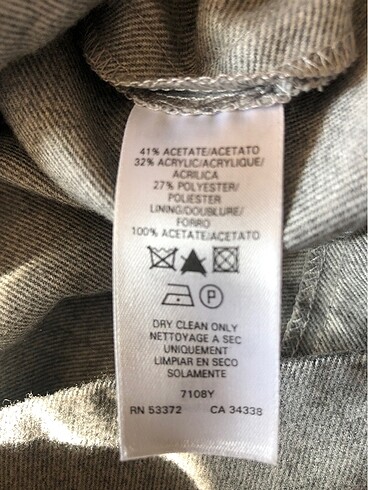 41% ACETATE/ACETATO
32% ACRYLIC/ACRYLIQUE/
ACRILICA
27% POLYESTER/
POLIESTER
LINING/DOUBLURE/
FORRO
100% ACETATE/ACETATO
P
DRY CLEAN ONLY
NETTOYAGE A SEC
UNIQUEMENT
LIMPIAR EN SECO
SOLAMENTE
7108Y
RN 53372 CA 34338